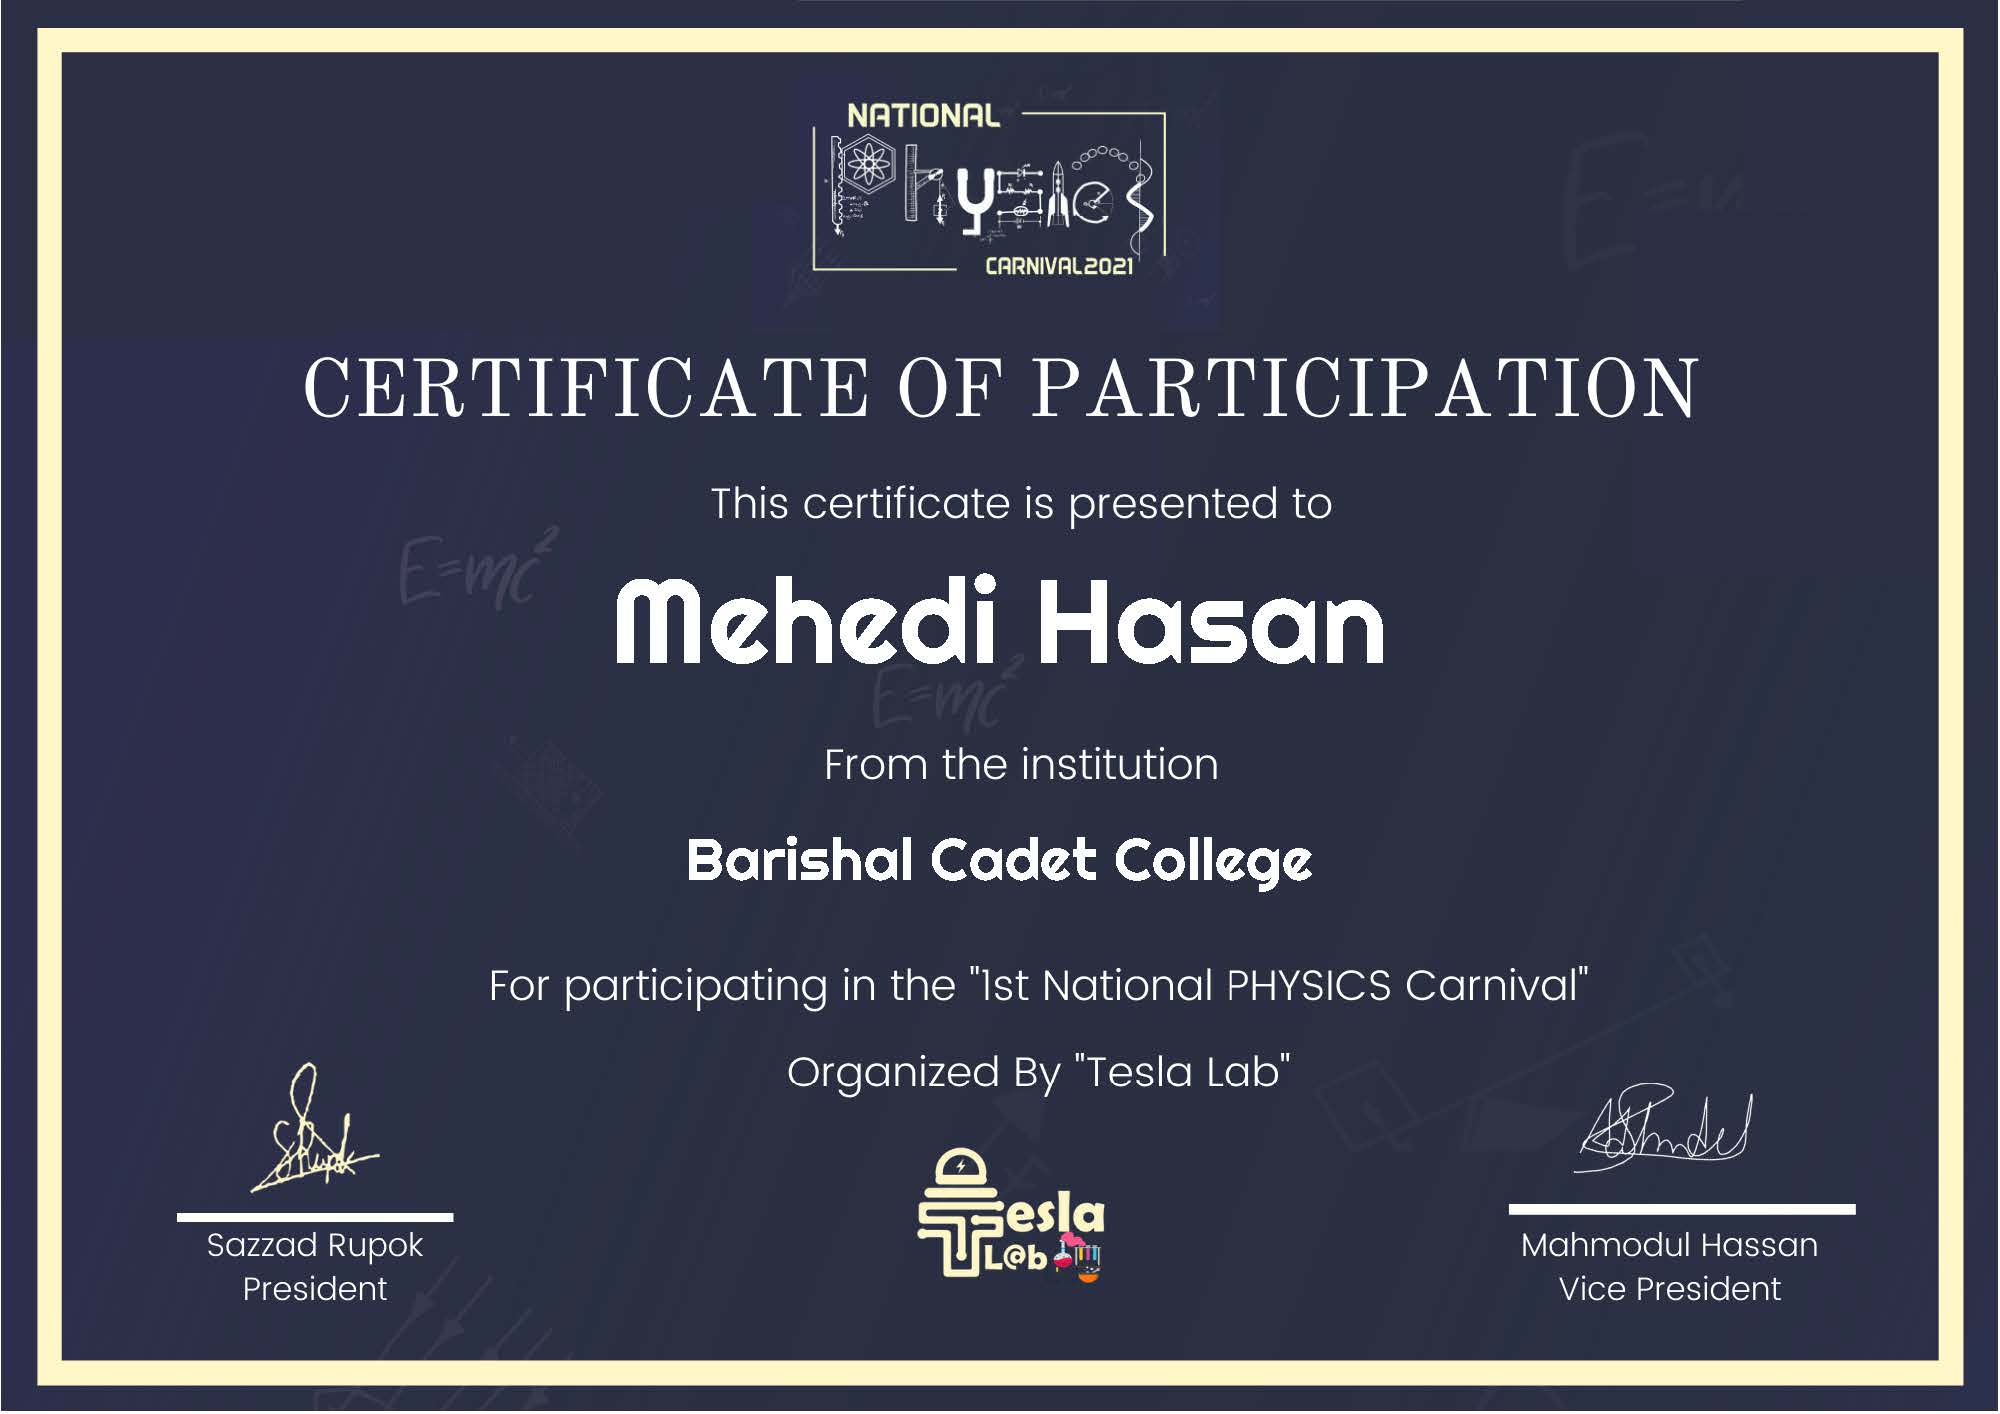 NATIONAL
Physics
CARNIVAL2021
CERTIFICATE OF PARTICIPATION
This certificate is presented to
E=mc²
Mehedi Hasan
E=mc²
From the institution
Barishal Cadet College
For participating in the "1st National PHYSICS Carnival"
Organized By "Tesla Lab"
Tesla
L@b
Sazzad Rupok
President
Mahmodul Hassan
Vice President